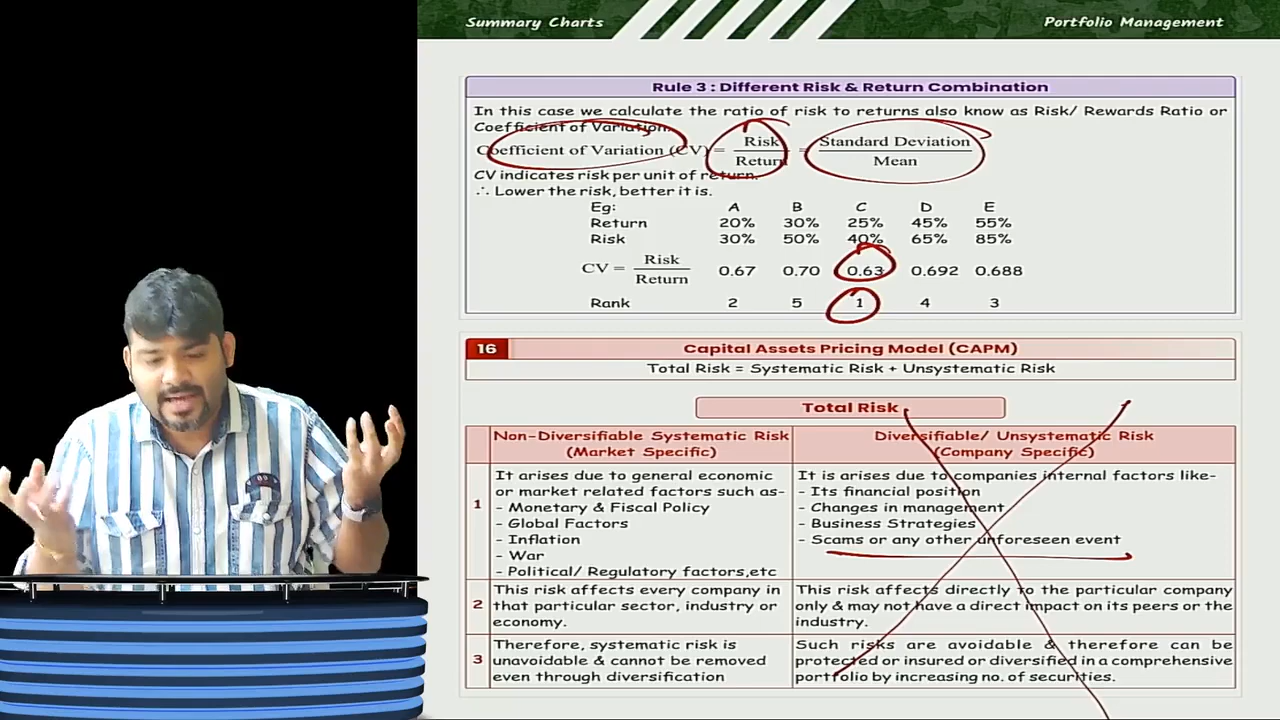 Summary Charts
Portfolio Management
Rule 3 : Different Risk & Return Combination
In this case we calculate the ratio of risk to returns also know as Risk/ Rewards Ratio or
Coefficient of Variation.
Coefficient of Variation (CV) = Risk / Return = Standard Deviation / Mean
CV indicates risk per unit of return.
∴ Lower the risk, better it is.
Eg: A B C D E
Return 20% 30% 25% 45% 55%
Risk 30% 50% 40% 65% 85%
CV = Risk / Return 0.67 0.70 0.63 0.692 0.688
Rank 2 5 1 4 3
16 Capital Assets Pricing Model (CAPM)
Total Risk = Systematic Risk + Unsystematic Risk
Total Risk
Non-Diversifiable Systematic Risk
(Market Specific)
Diversifiable/ Unsystematic Risk
(Company Specific)
1
It arises due to general economic
or market related factors such as-
- Monetary & Fiscal Policy
- Global Factors
- Inflation
- War
- Political/ Regulatory factors,etc
It is arises due to companies internal factors like-
- Its financial position
- Changes in management
- Business Strategies
- Scams or any other unforeseen event
2
This risk affects every company in
that particular sector, industry or
economy.
This risk affects directly to the particular company
only & may not have a direct impact on its peers or the
industry.
3
Therefore, systematic risk is
unavoidable & cannot be removed
even through diversification
Such risks are avoidable & therefore can be
protected or insured or diversified in a comprehensive
portfolio by increasing no. of securities.